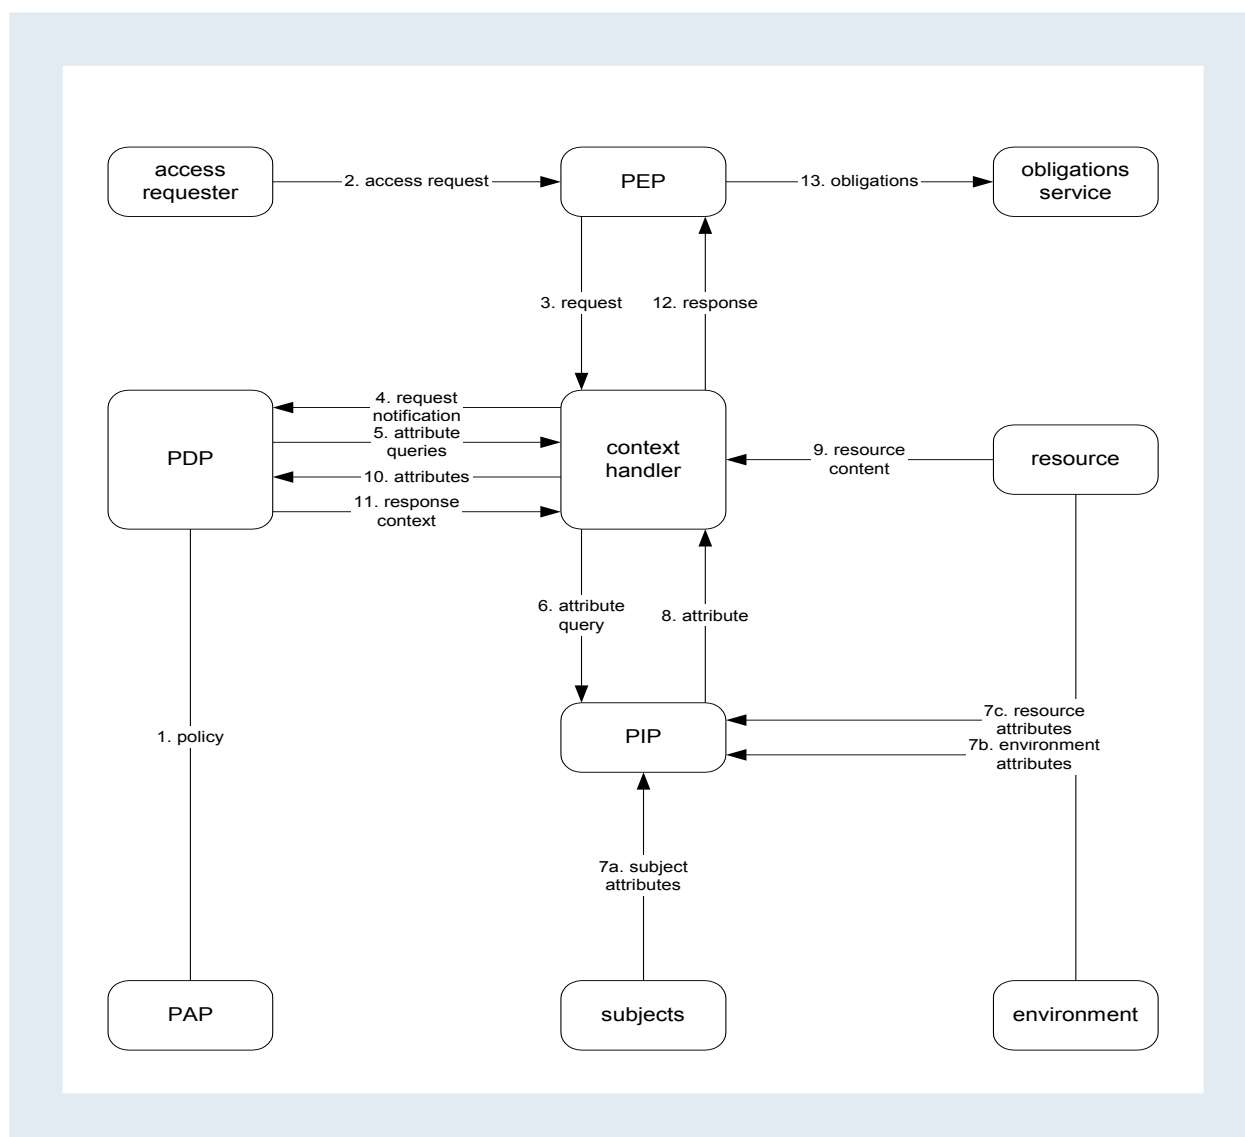 access
requester
2. access request
PEP
13. obligations
obligations
service
3. request
12. response
PDP
4. request
notification
5. attribute
queries
10. attributes
11. response
context
context
handler
9. resource
content
resource
6. attribute
query
8. attribute
1. policy
PIP
7c. resource
attributes
7b. environment
attributes
7a. subject
attributes
PAP
subjects
environment